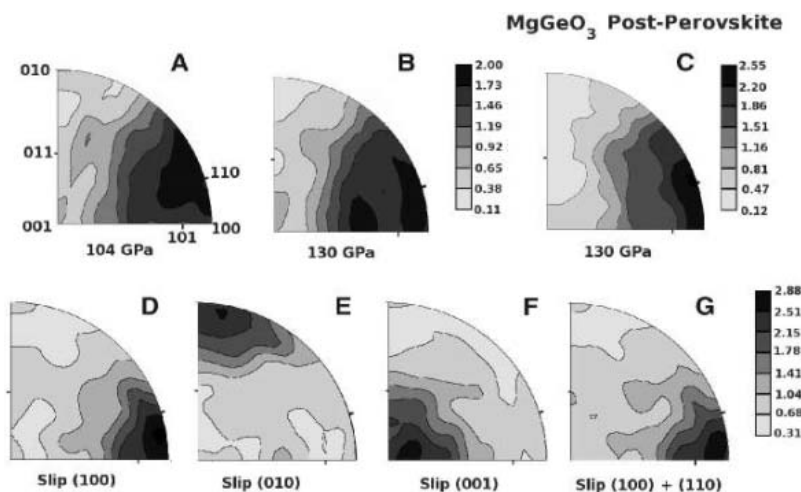 MgGeO₃ Post-Perovskite
A
B
C
010
011
001
110
100
101
104 GPa
130 GPa
130 GPa
2.00
1.73
1.46
1.19
0.92
0.65
0.38
0.11
2.55
2.20
1.86
1.51
1.16
0.81
0.47
0.12
D
E
F
G
2.88
2.51
2.15
1.78
1.41
1.04
0.68
0.31
Slip (100)
Slip (010)
Slip (001)
Slip (100) + (110)